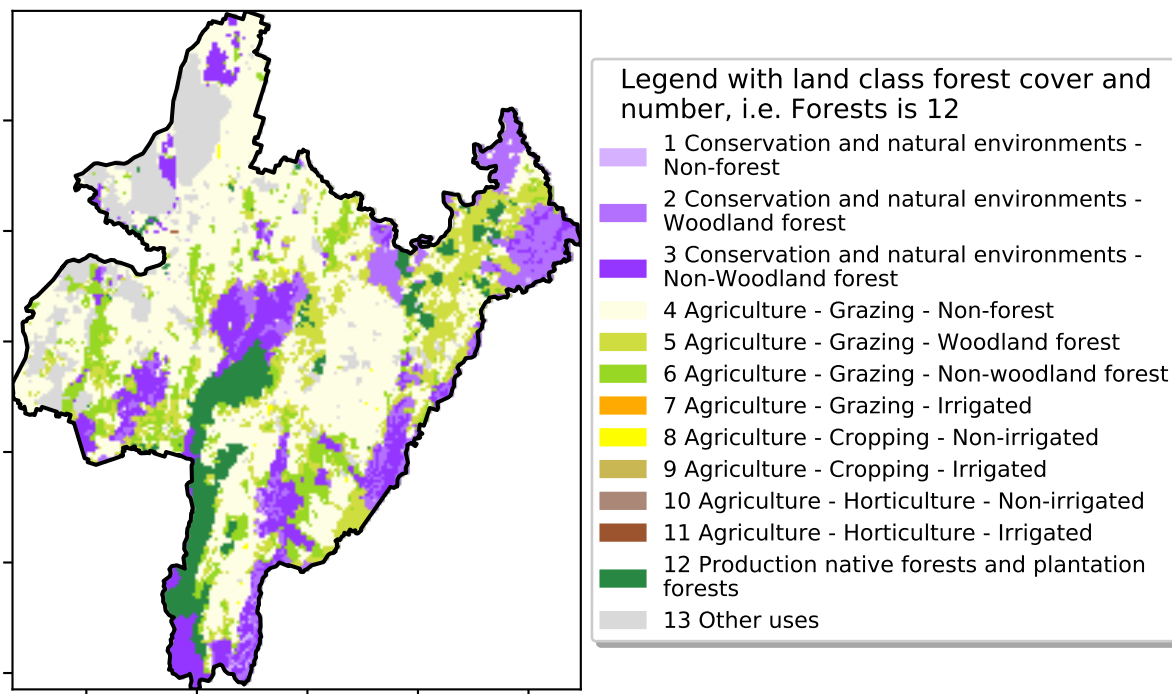 Legend with land class forest cover and
number, i.e. Forests is 12
1 Conservation and natural environments -
Non-forest
2 Conservation and natural environments -
Woodland forest
3 Conservation and natural environments -
Non-Woodland forest
4 Agriculture - Grazing - Non-forest
5 Agriculture - Grazing - Woodland forest
6 Agriculture - Grazing - Non-woodland forest
7 Agriculture - Grazing - Irrigated
8 Agriculture - Cropping - Non-irrigated
9 Agriculture - Cropping - Irrigated
10 Agriculture - Horticulture - Non-irrigated
11 Agriculture - Horticulture - Irrigated
12 Production native forests and plantation
forests
13 Other uses